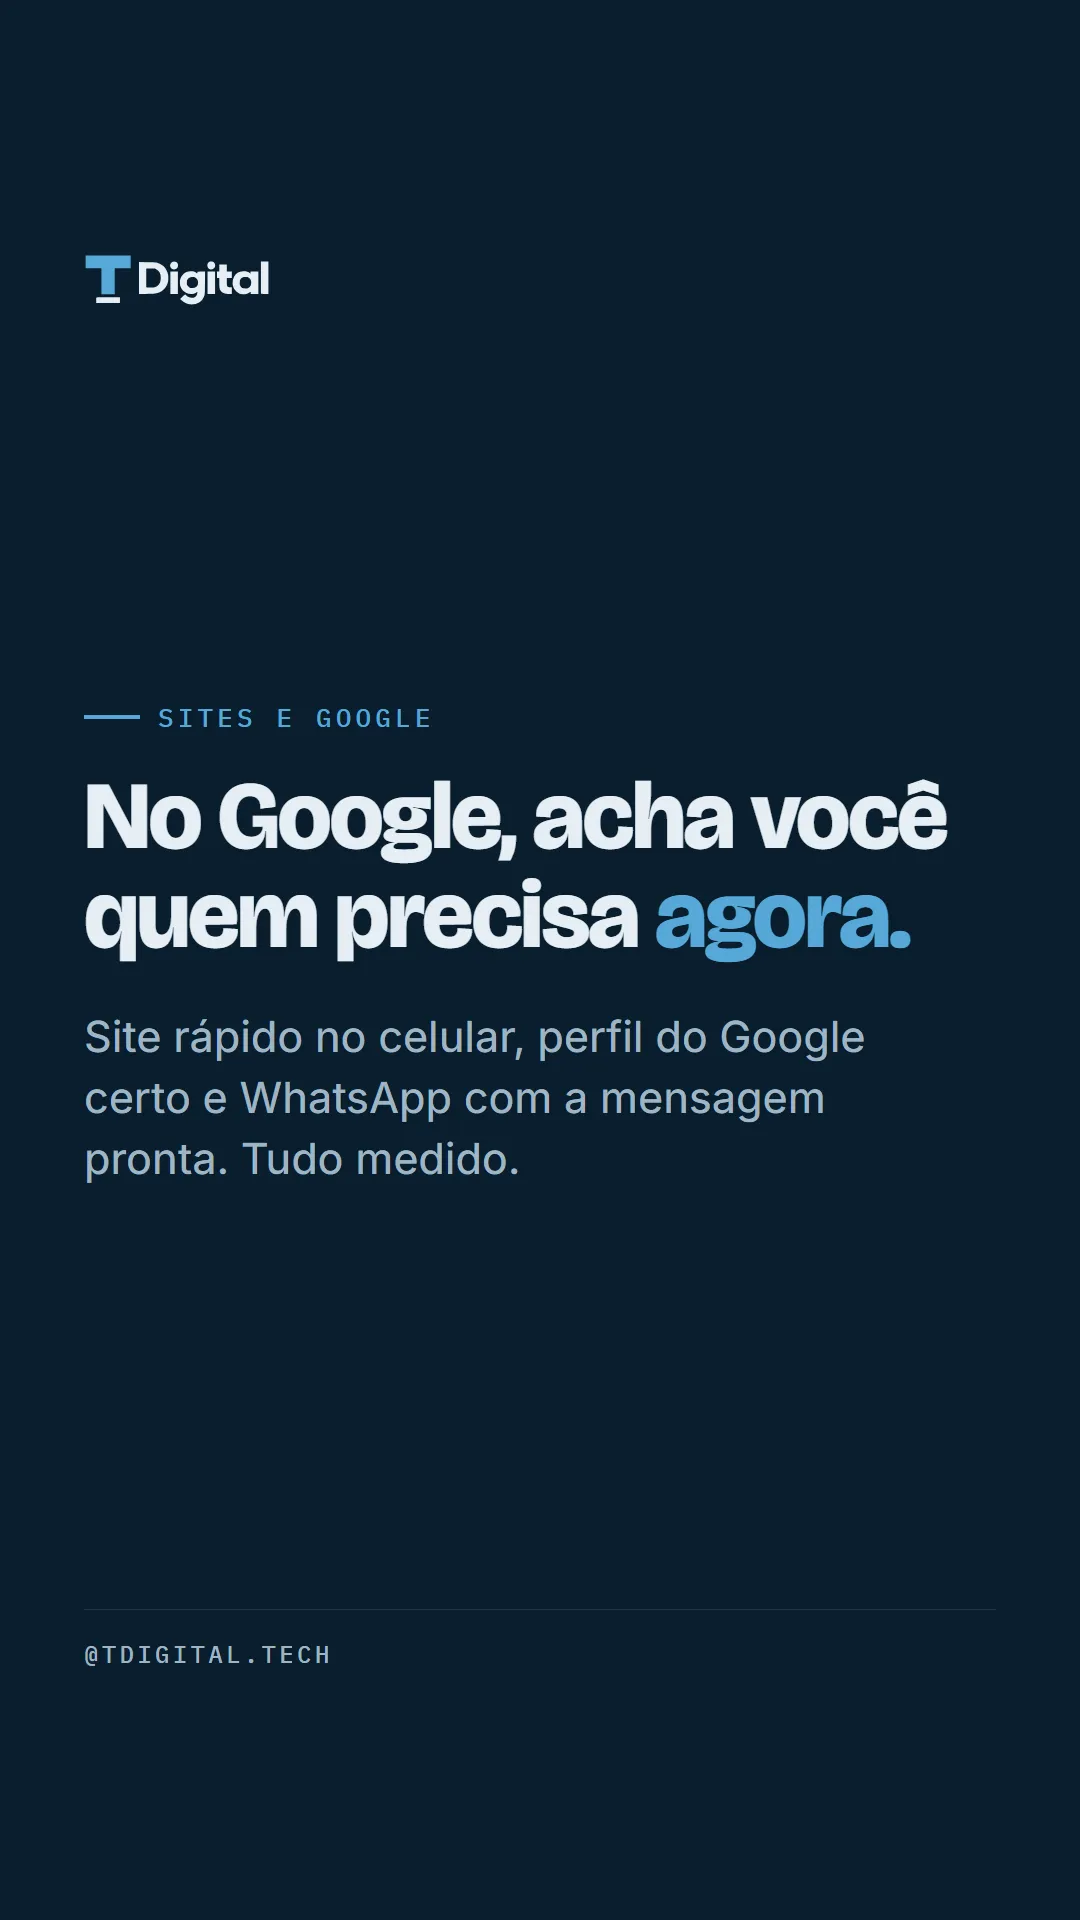 T Digital
SITES E GOOGLE
No Google, acha você
quem precisa agora.
Site rápido no celular, perfil do Google
certo e WhatsApp com a mensagem
pronta. Tudo medido.
@TDIGITAL.TECH